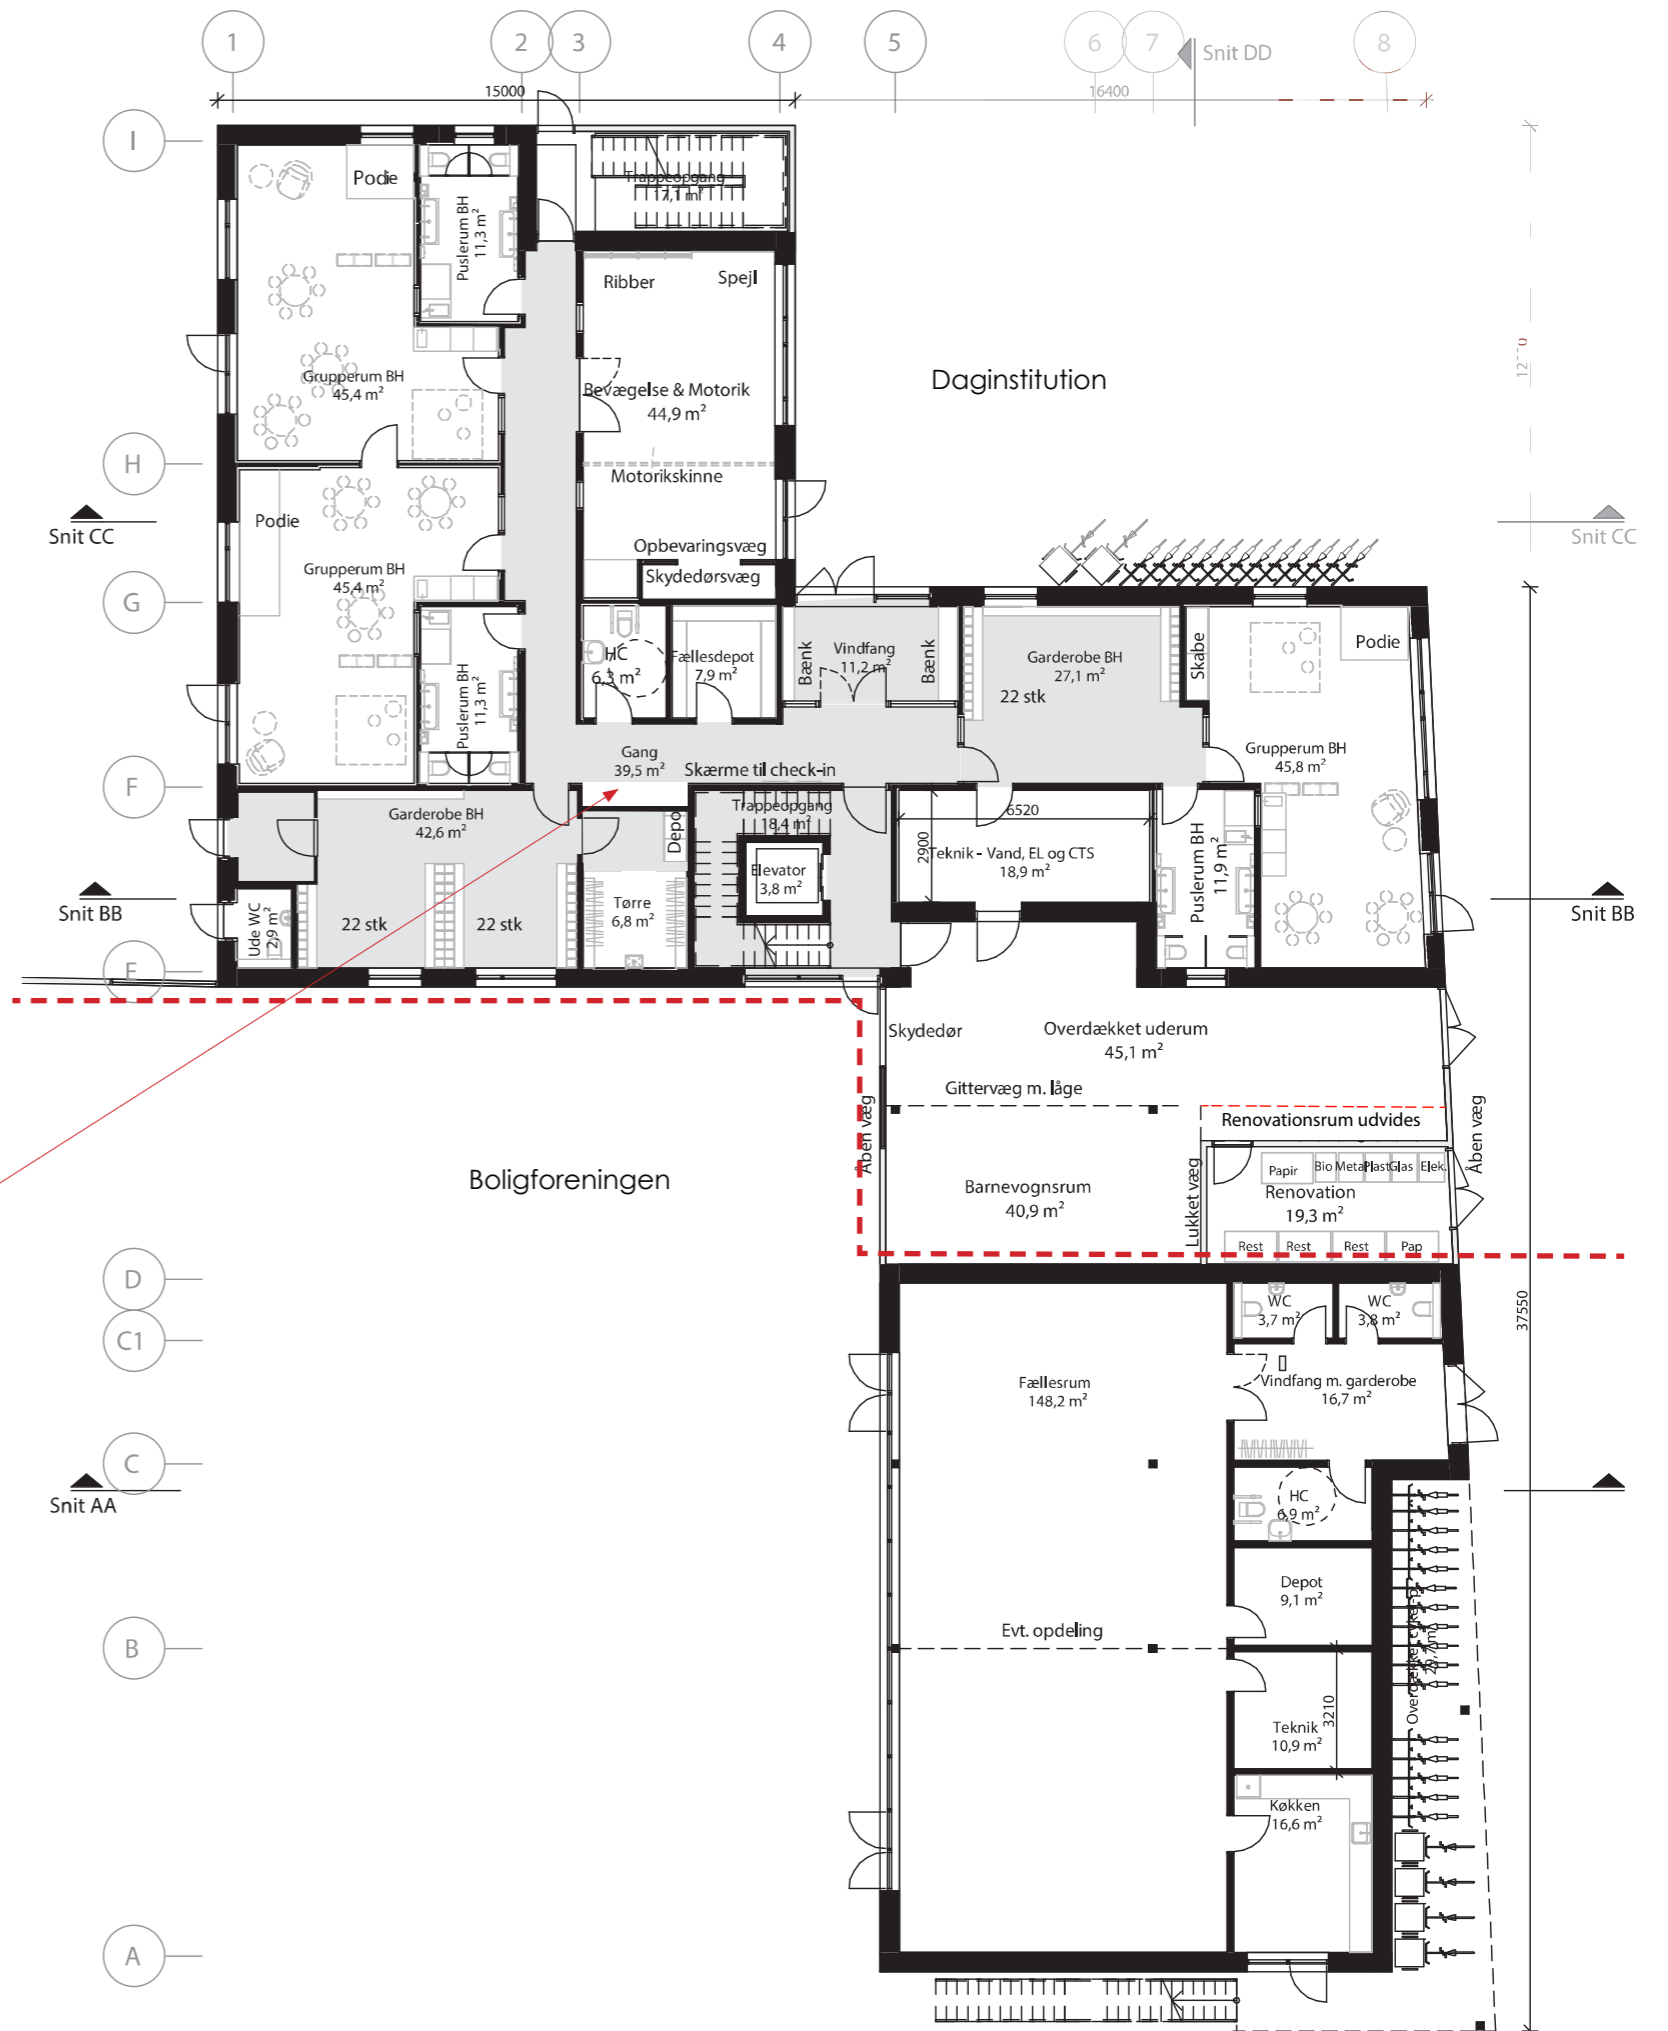 1
2
3
4
5
6
7
8
Snit DD
15000
16400
I
Podie
Puslerum BH
11,3 m²
Trappeopgang
17,1 m²
Ribber
Spejl
Grupperum BH
45,4 m²
Bevægelse & Motorik
44,9 m²
Daginstitution
H
Motorikskinne
Snit CC
Podie
Snit CC
Opbevaringsvæg
Skydedørsvæg
Grupperum BH
45,4 m²
G
Puslerum BH
11,3 m²
HC
6,3 m²
Fællesdepot
7,9 m²
Bænk
Vindfang
11,2 m²
Bænk
Garderobe BH
27,1 m²
22 stk
Skabe
Podie
Grupperum BH
45,8 m²
Gang
39,5 m²
Skærme til check-in
F
Garderobe BH
42,6 m²
Depo
Trappeopgang
18,4 m²
6520
2900
Teknik - Vand, EL og CTS
18,9 m²
Puslerum BH
11,9 m²
Elevator
3,8 m²
Snit BB
Ude WC
2,9 m²
22 stk
22 stk
Tørre
6,8 m²
Snit BB
E
Skydedør
Overdækket uderum
45,1 m²
Gittervæg m. låge
Åben væg
Renovationsrum udvides
Åben væg
Boligforeningen
Barnevognsrum
40,9 m²
Lukket væg
Papir
Bio
Metal
Plast
Glas
Elek.
Renovation
19,3 m²
Rest
Rest
Rest
Pap
D
WC
3,7 m²
WC
3,8 m²
37550
C1
Fællesrum
148,2 m²
Vindfang m. garderobe
16,7 m²
C
Snit AA
HC
6,9 m²
Depot
9,1 m²
Evt. opdeling
B
3210
Teknik
10,9 m²
Køkken
16,6 m²
A